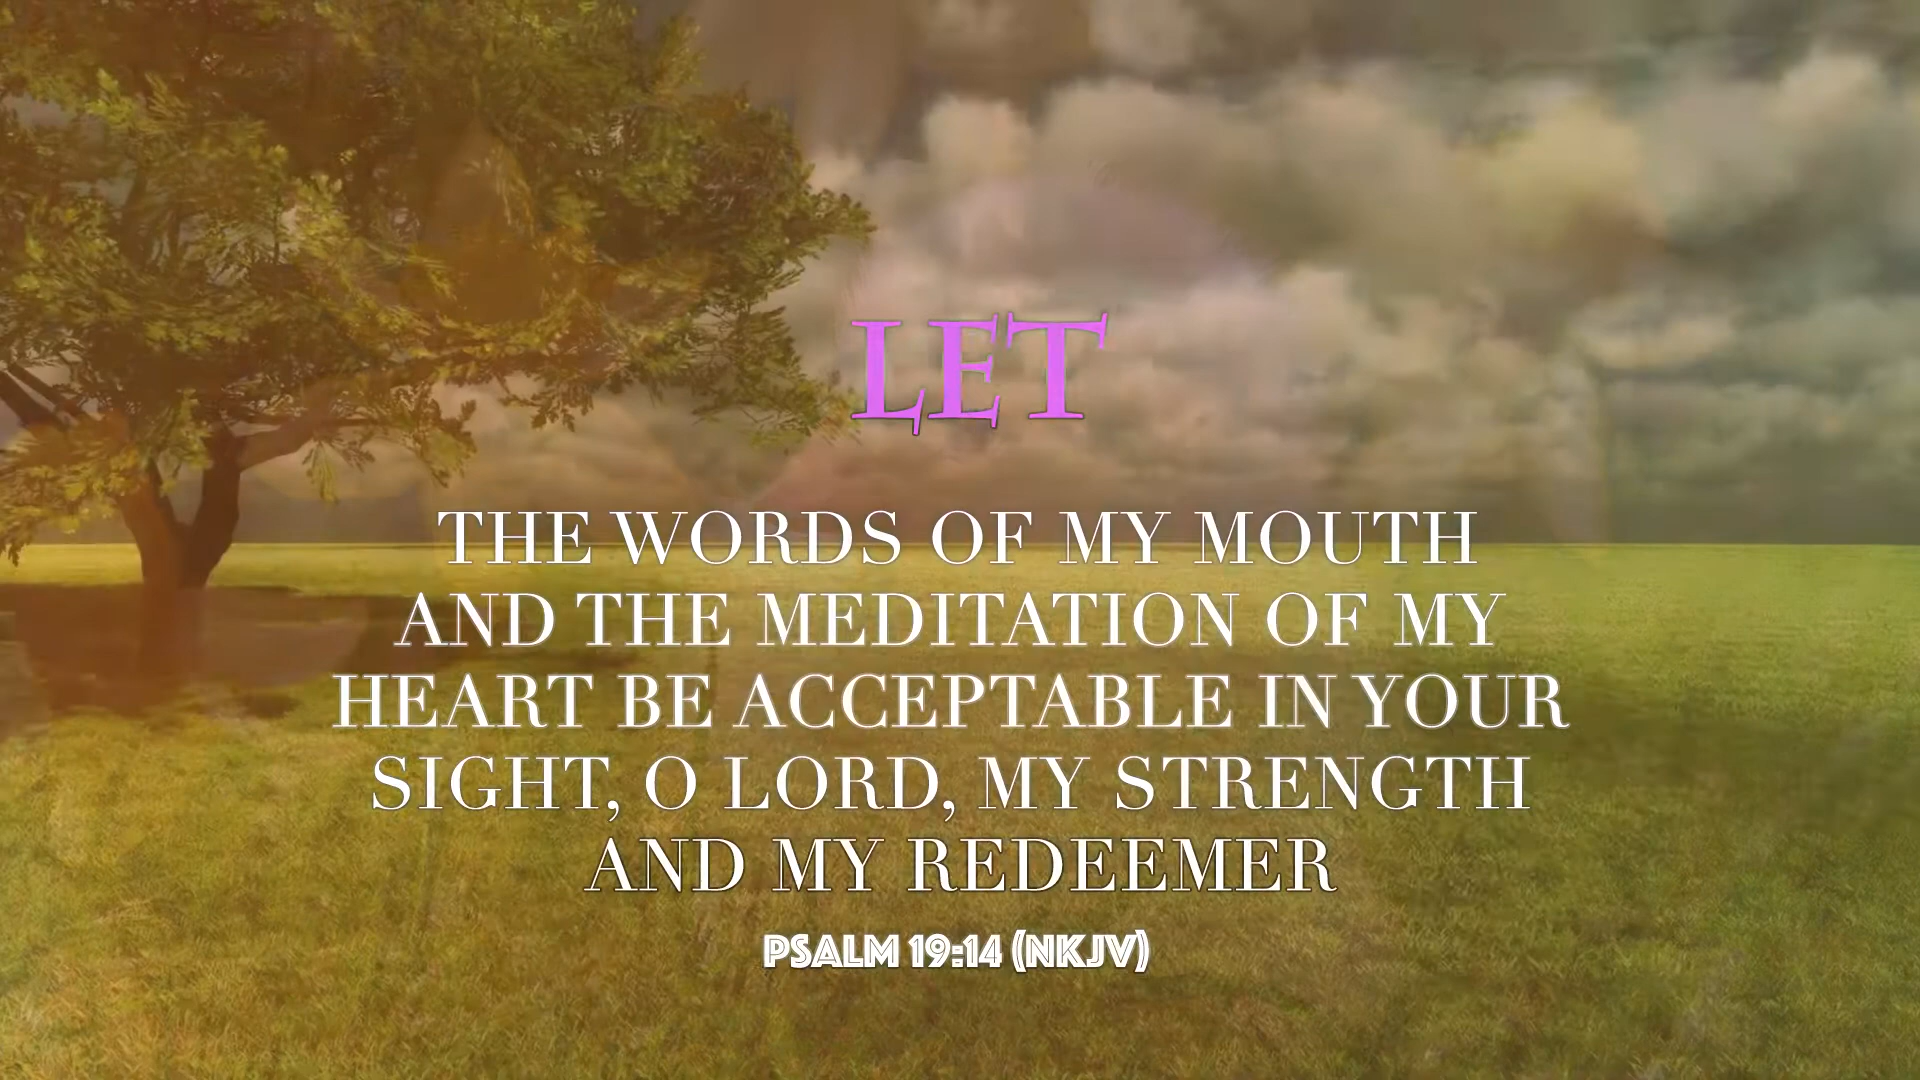 LET
THE WORDS OF MY MOUTH
AND THE MEDITATION OF MY
HEART BE ACCEPTABLE IN YOUR
SIGHT, O LORD, MY STRENGTH
AND MY REDEEMER
PSALM 19:14 (NKJV)